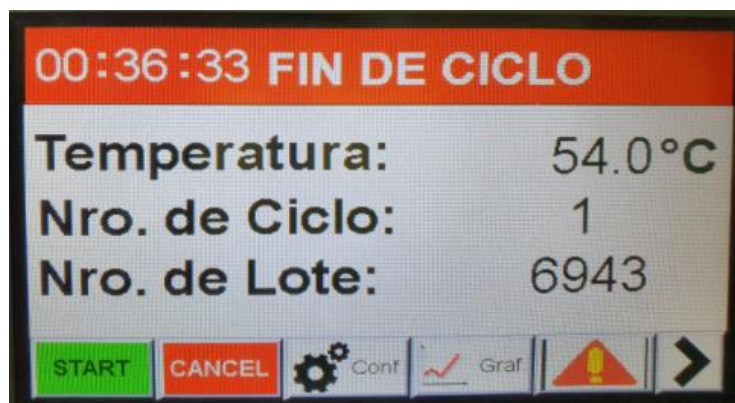 00:36:33 FIN DE CICLO
Temperatura: 54.0°C
Nro. de Ciclo: 1
Nro. de Lote: 6943
START CANCEL Conf Graf